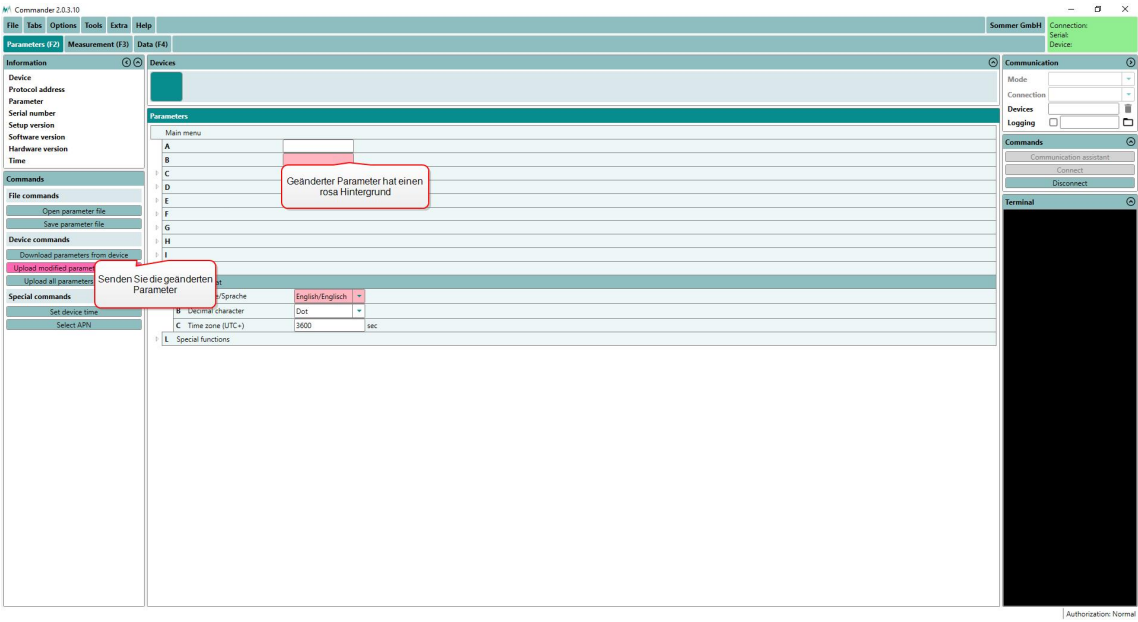 Commander 2.0.3.10
File Tabs Options Tools Extra Help
Sommer GmbH
Connection:
Serial:
Device:
Parameters (F2) Measurement (F3) Data (F4)
Information
Device
Protocol address
Parameter
Serial number
Setup version
Software version
Hardware version
Time
Commands
File commands
Open parameter file
Save parameter file
Device commands
Download parameters from device
Upload modified
Upload all parameters
Special commands
Set device time
Select APN
Senden Sie die geänderten
Parameter
Devices
Parameters
Main menu
A
B
C
D
E
F
G
H
I
Geänderter Parameter hat einen
rosa Hintergrund
/Sprache English/Englisch
B Decimal character Dot
C Time zone (UTC+) 3600 sec
L Special functions
Communication
Mode
Connection
Devices
Logging
Commands
Communication assistant
Connect
Disconnect
Terminal
Authorization: Normal